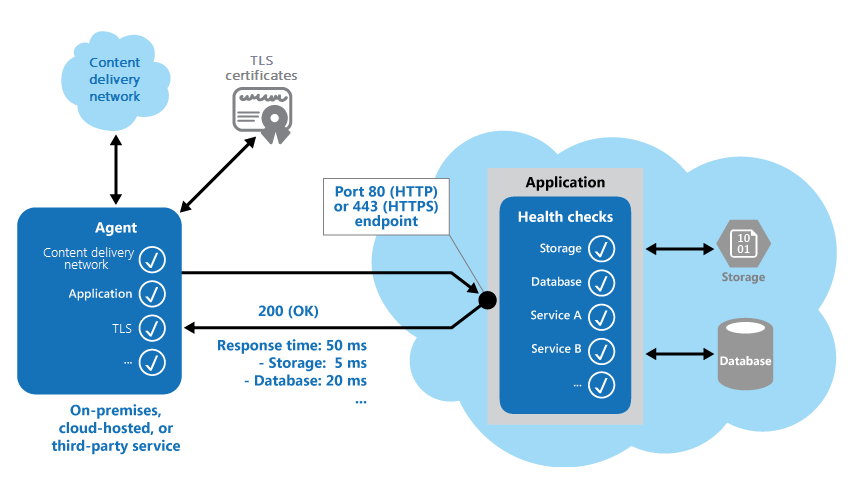 Content
delivery
network
TLS
certificates
Agent
Content delivery
network
Application
TLS
...
On-premises,
cloud-hosted, or
third-party service
Port 80 (HTTP)
or 443 (HTTPS)
endpoint
200 (OK)
Response time: 50 ms
- Storage: 5 ms
- Database: 20 ms
...
Application
Health checks
Storage
Database
Service A
Service B
...
10
01
Storage
Database